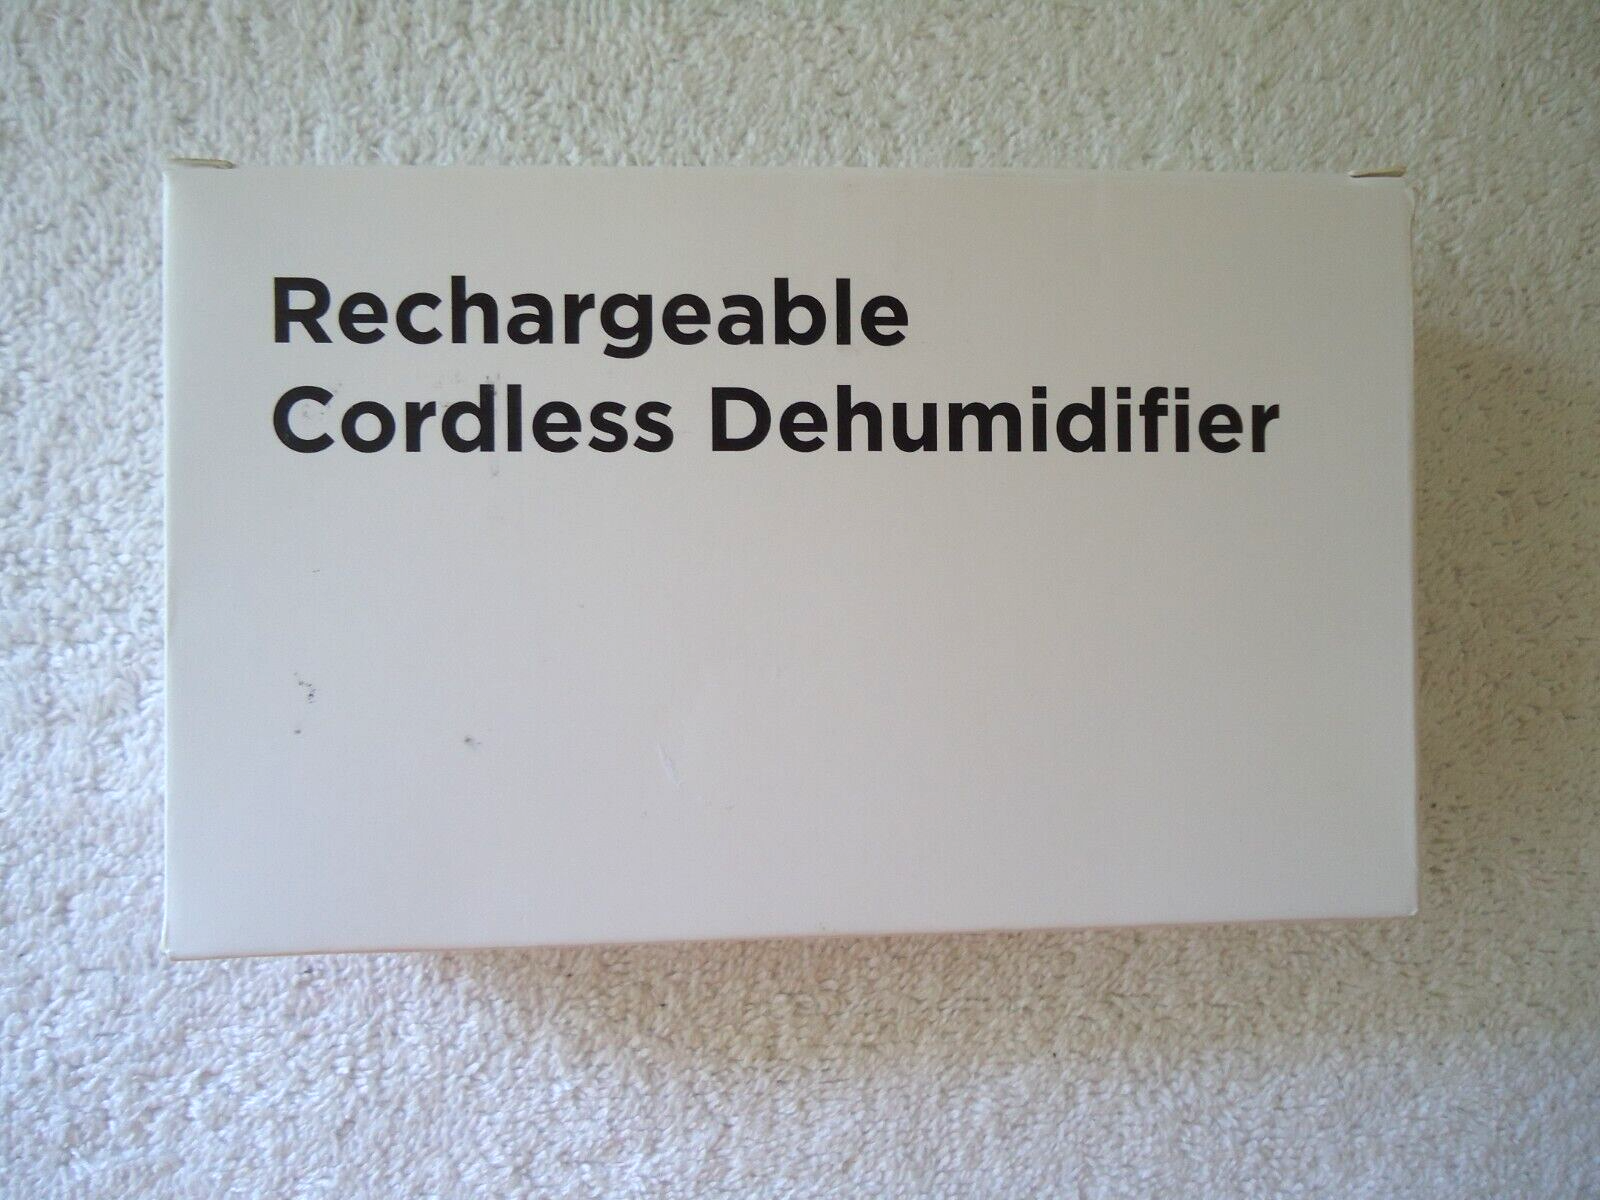 Rechargeable
Cordless Dehumidifier